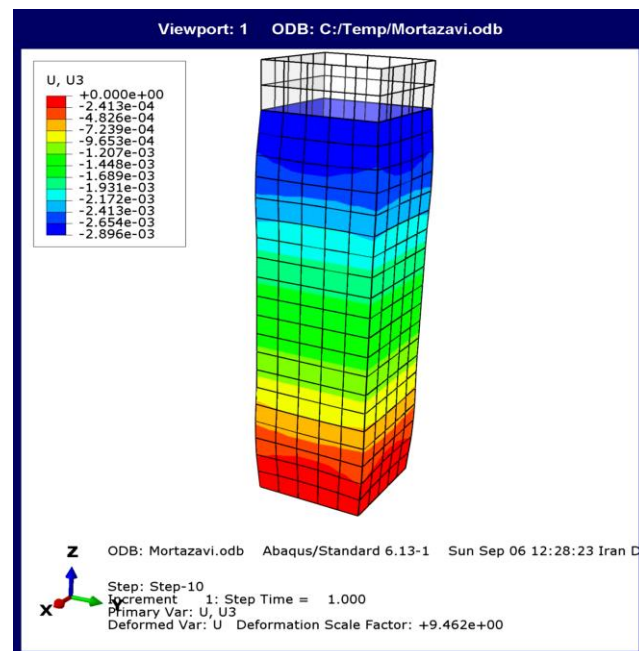 Viewport: 1 ODB: C:/Temp/Mortazavi.odb
U, U3
+0.000e+00
-2.413e-04
-4.826e-04
-7.239e-04
-9.653e-04
-1.207e-03
-1.448e-03
-1.689e-03
-1.931e-03
-2.172e-03
-2.413e-03
-2.654e-03
-2.896e-03
Z
X
Y
ODB: Mortazavi.odb Abaqus/Standard 6.13-1 Sun Sep 06 12:28:23 Iran D
Step: Step-10
Increment 1: Step Time = 1.000
Primary Var: U, U3
Deformed Var: U Deformation Scale Factor: +9.462e+00